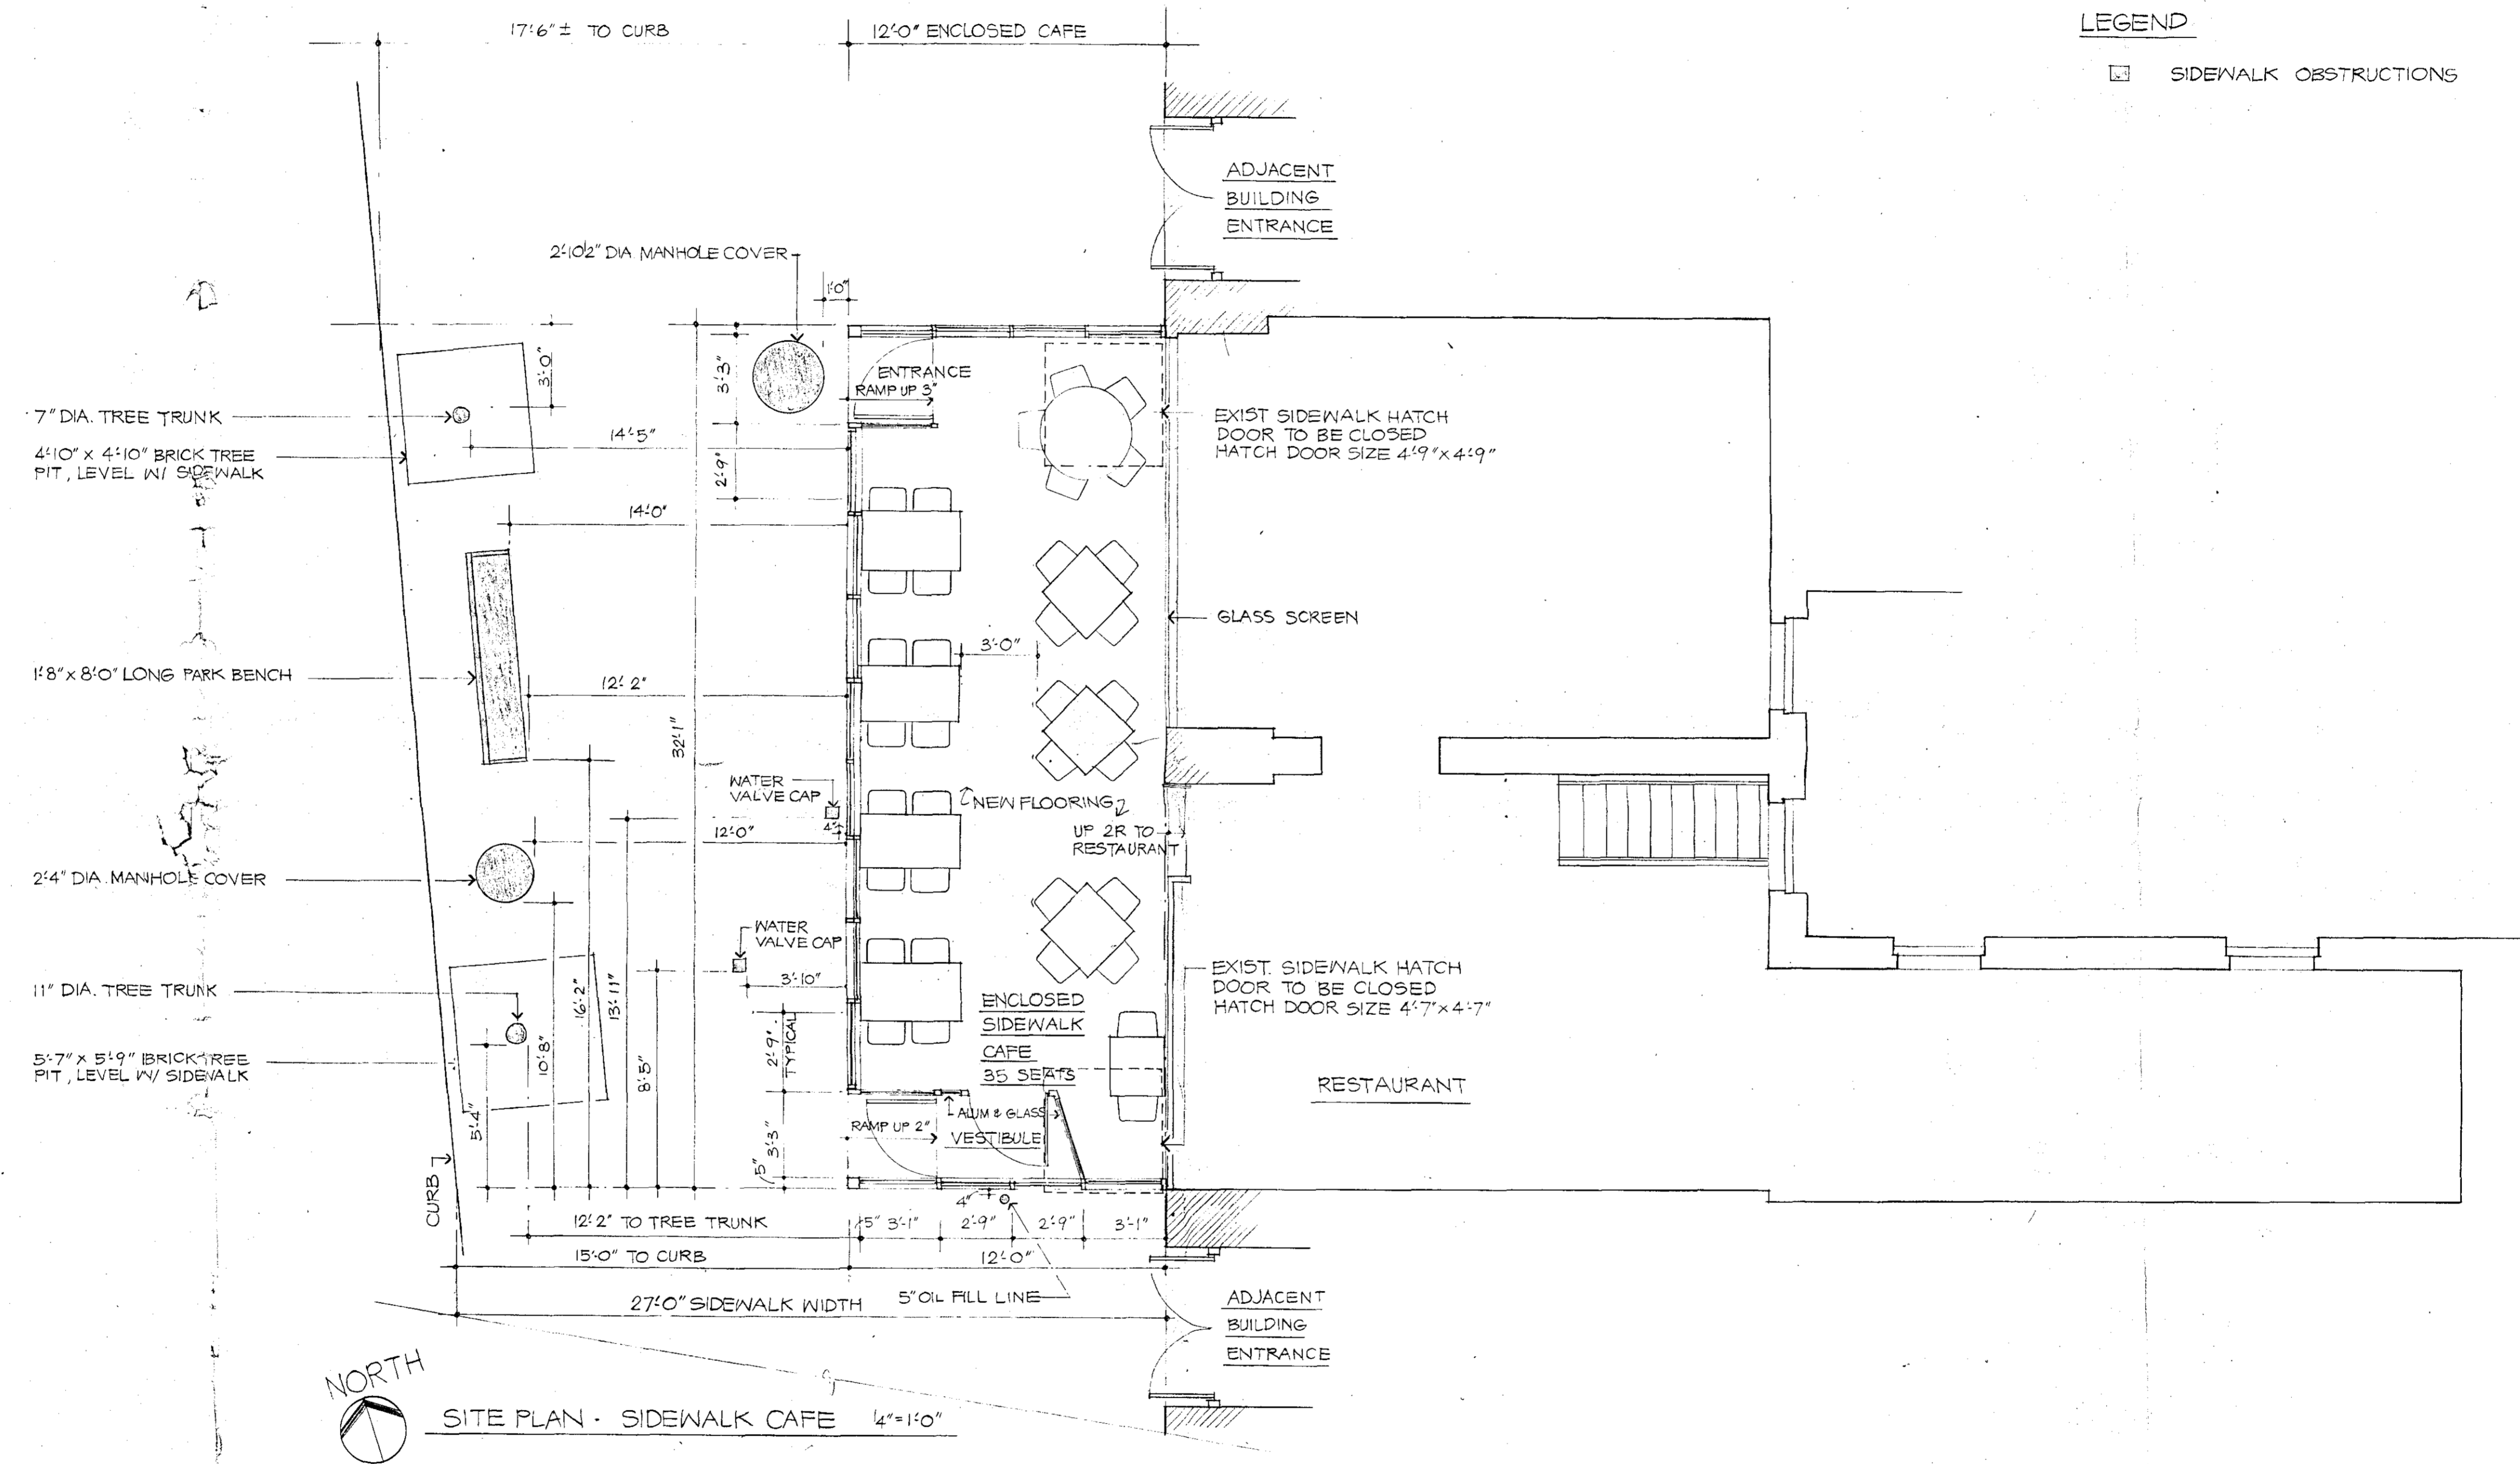 17'-6" ± TO CURB
12'-0" ENCLOSED CAFE
LEGEND
SIDEWALK OBSTRUCTIONS
ADJACENT
BUILDING
ENTRANCE
2'-10½" DIA MANHOLE COVER
1'-0"
3'-0"
3'-3"
ENTRANCE
RAMP UP 3"
7" DIA. TREE TRUNK
4'-10" x 4'-10" BRICK TREE
PIT, LEVEL W/ SIDEWALK
14'-5"
2'-9"
EXIST SIDEWALK HATCH
DOOR TO BE CLOSED
HATCH DOOR SIZE 4'-9" x 4'-9"
14'-0"
GLASS SCREEN
3'-0"
1'-8" x 8'-0" LONG PARK BENCH
12'-2"
32'-1"
WATER
VALVE CAP
4"
12'-0"
NEW FLOORING
UP 2R TO
RESTAURANT
2'-4" DIA. MANHOLE COVER
WATER
VALVE CAP
3'-10"
11" DIA. TREE TRUNK
16'-2"
13'-11"
10'-8"
8'-5"
5'-4"
2'-9"
TYPICAL
ENCLOSED
SIDEWALK
CAFE
35 SEATS
EXIST. SIDEWALK HATCH
DOOR TO BE CLOSED
HATCH DOOR SIZE 4'-7" x 4'-7"
5'-7" x 5'-9" BRICK TREE
PIT, LEVEL W/ SIDEWALK
RESTAURANT
ALUM & GLASS
VESTIBULE
RAMP UP 2"
3'-3"
5"
CURB
4"
12'-2" TO TREE TRUNK
5" 3'-1" 2'-9" 2'-9" 3'-1"
15'-0" TO CURB
12'-0"
27'-0" SIDEWALK WIDTH
5" OIL FILL LINE
ADJACENT
BUILDING
ENTRANCE
NORTH
SITE PLAN - SIDEWALK CAFE ¼"=1'-0"